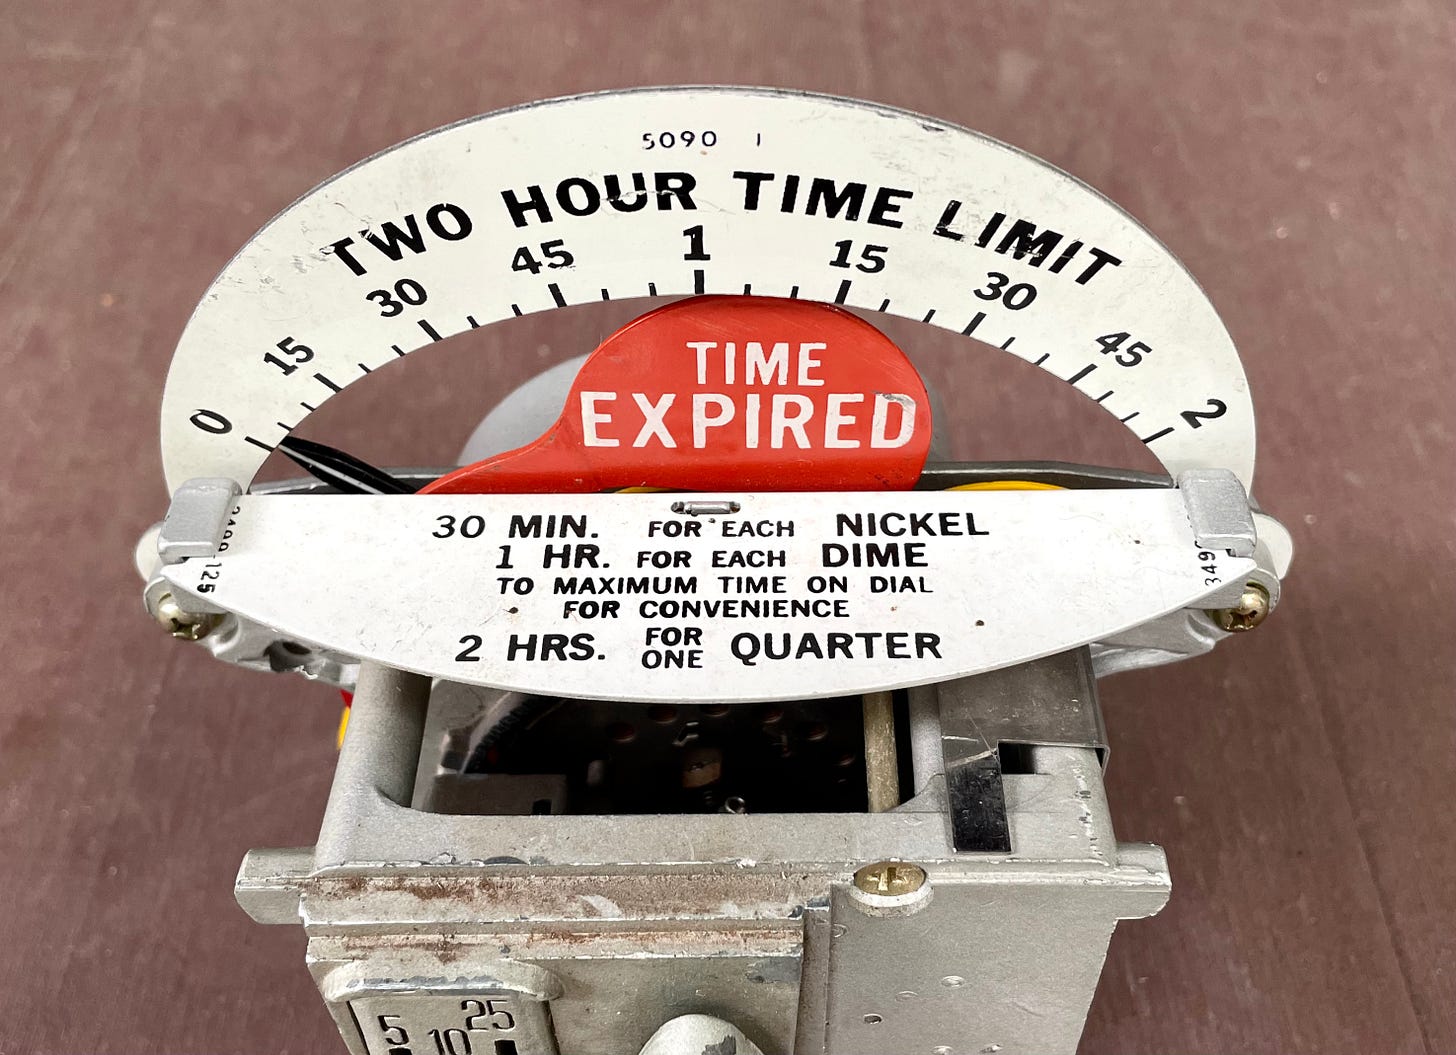 5090 1
TWO HOUR TIME LIMIT
0 15 30 45 1 15 30 45 2
TIME
EXPIRED
30 MIN. FOR EACH NICKEL
1 HR. FOR EACH DIME
TO MAXIMUM TIME ON DIAL
FOR CONVENIENCE
2 HRS. FOR ONE QUARTER
5 10 25